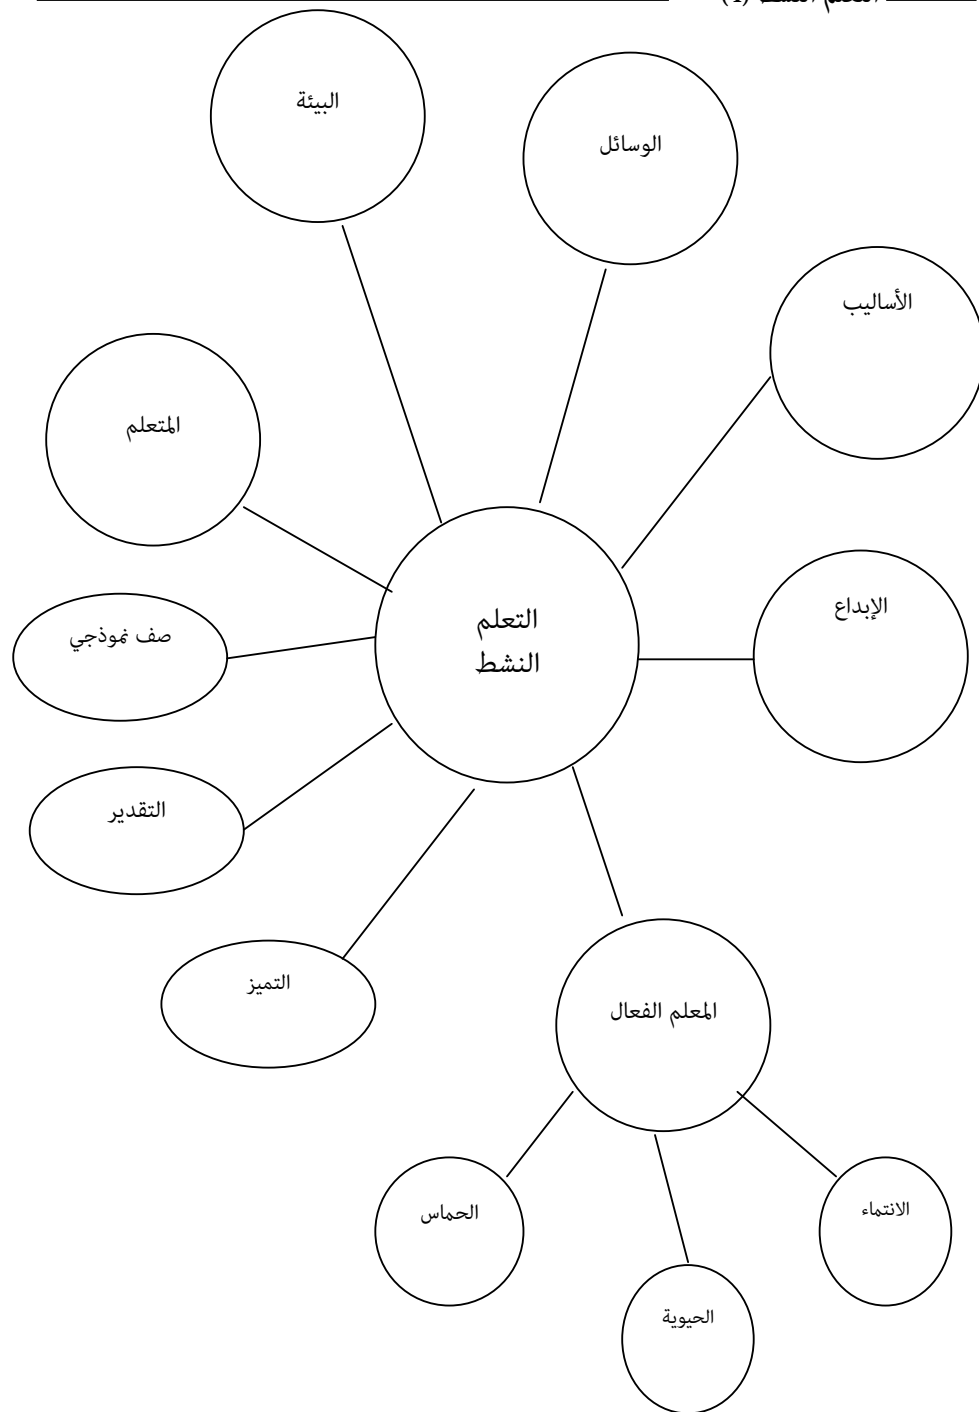 البيئة
الوسائل
الأساليب
المتعلم
الإبداع
التعلم
النشط
صف نموذجي
التقدير
التميز
المعلم الفعال
الانتماء
الحماس
الحيوية